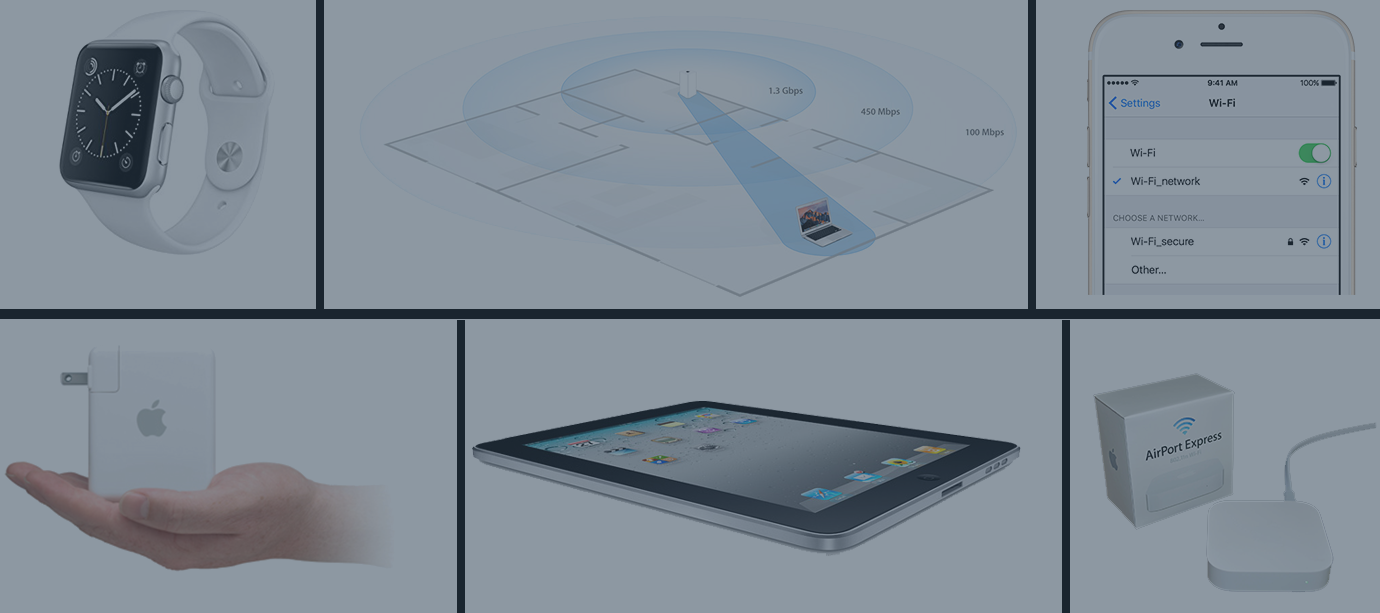 1.3 Gbps
450 Mbps
100 Mbps
9:41 AM
100%
Settings
Wi-Fi
Wi-Fi
Wi-Fi_network
CHOOSE A NETWORK...
Wi-Fi_secure
Other...
AirPort Express